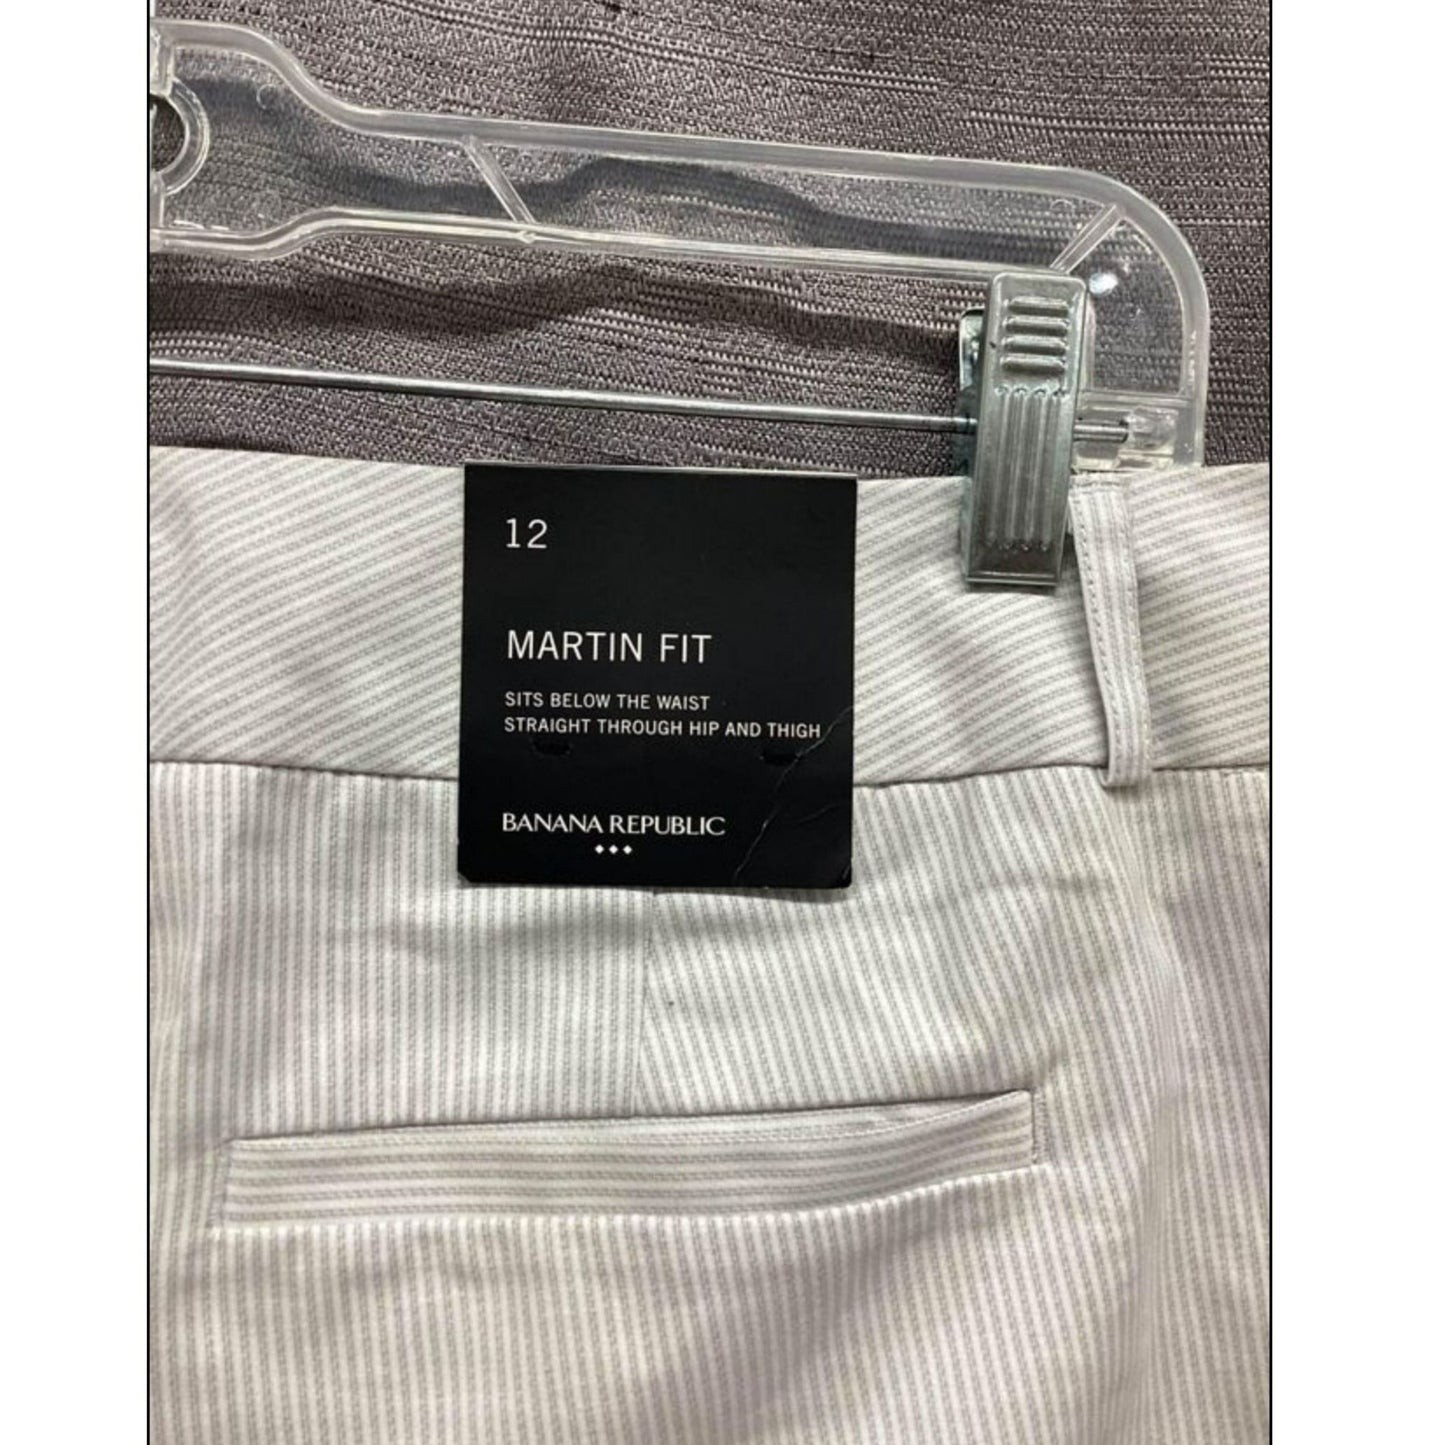 12
MARTIN FIT
SITS BELOW THE WAIST
STRAIGHT THROUGH HIP AND THIGH
BANANA REPUBLIC